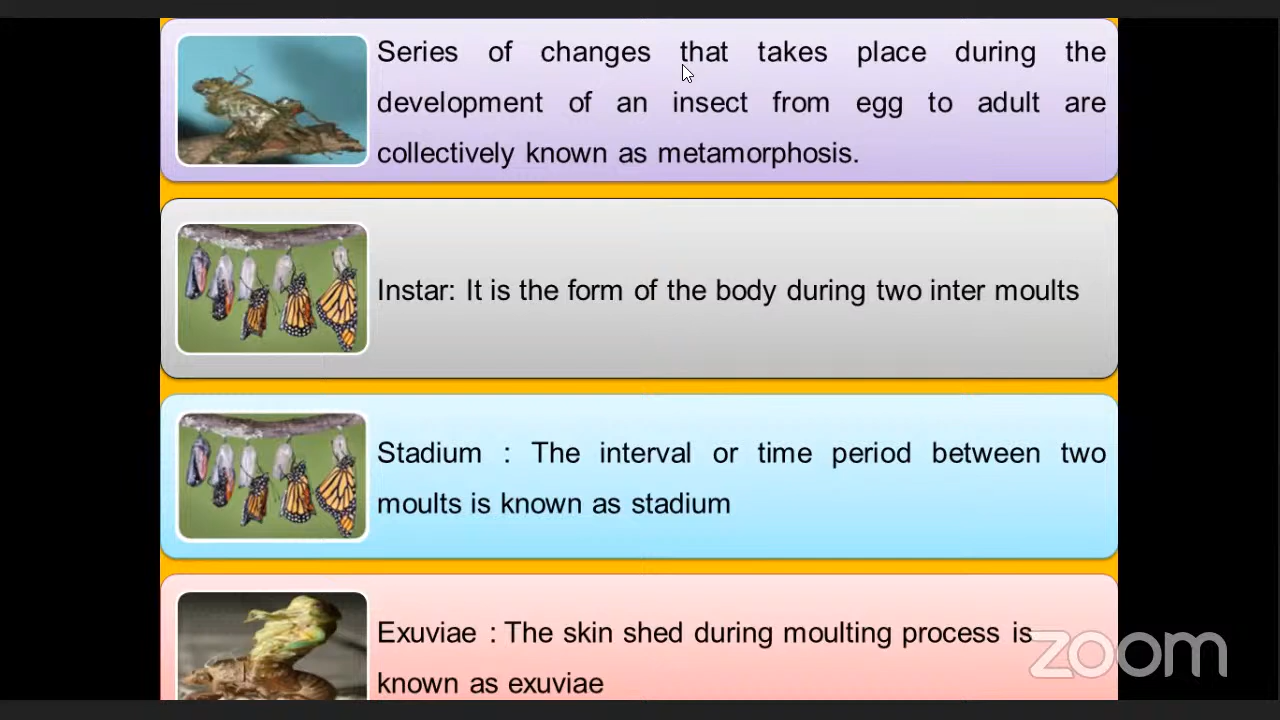 Series of changes that takes place during the
development of an insect from egg to adult are
collectively known as metamorphosis.
Instar: It is the form of the body during two inter moults
Stadium : The interval or time period between two
moults is known as stadium
Exuviae : The skin shed during moulting process is
known as exuviae
zoom